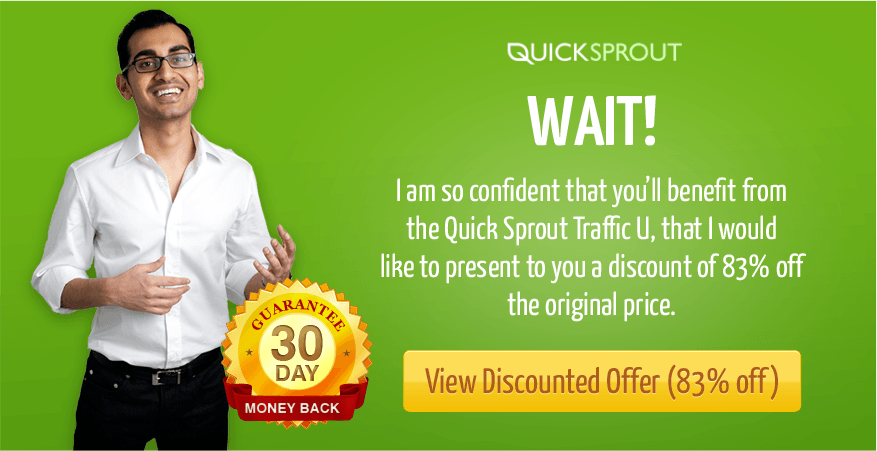 QUICKSPROUT
WAIT!
I am so confident that you'll benefit from
the Quick Sprout Traffic U, that I would
like to present to you a discount of 83% off
the original price.
GUARANTEE
30
DAY
MONEY BACK
View Discounted Offer (83% off)